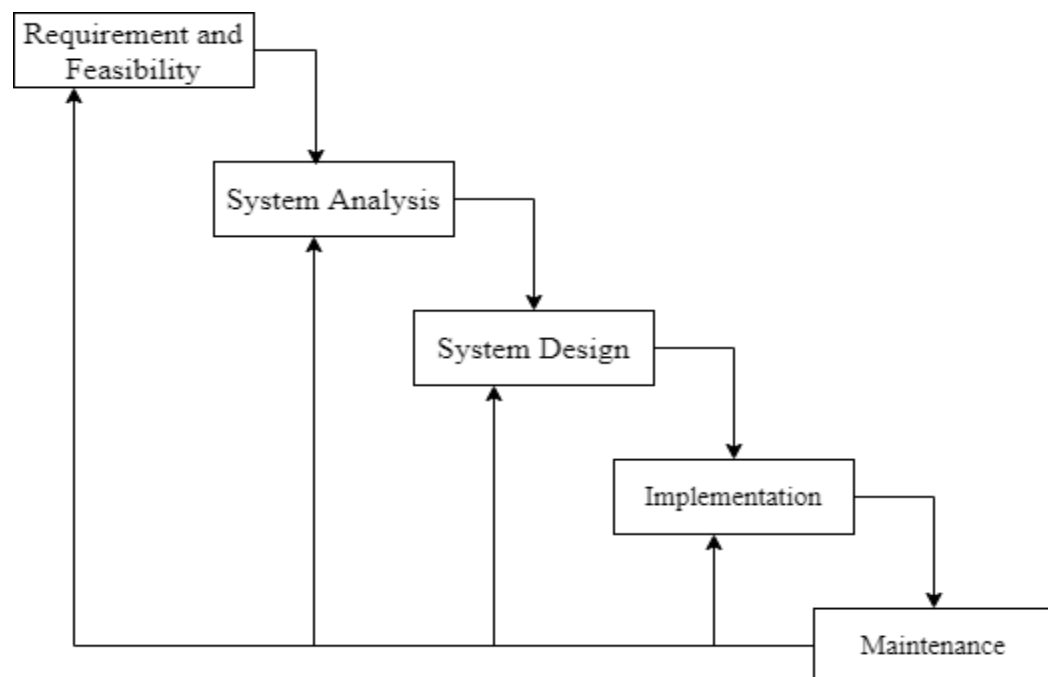 Requirement and
Feasibility
System Analysis
System Design
Implementation
Maintenance